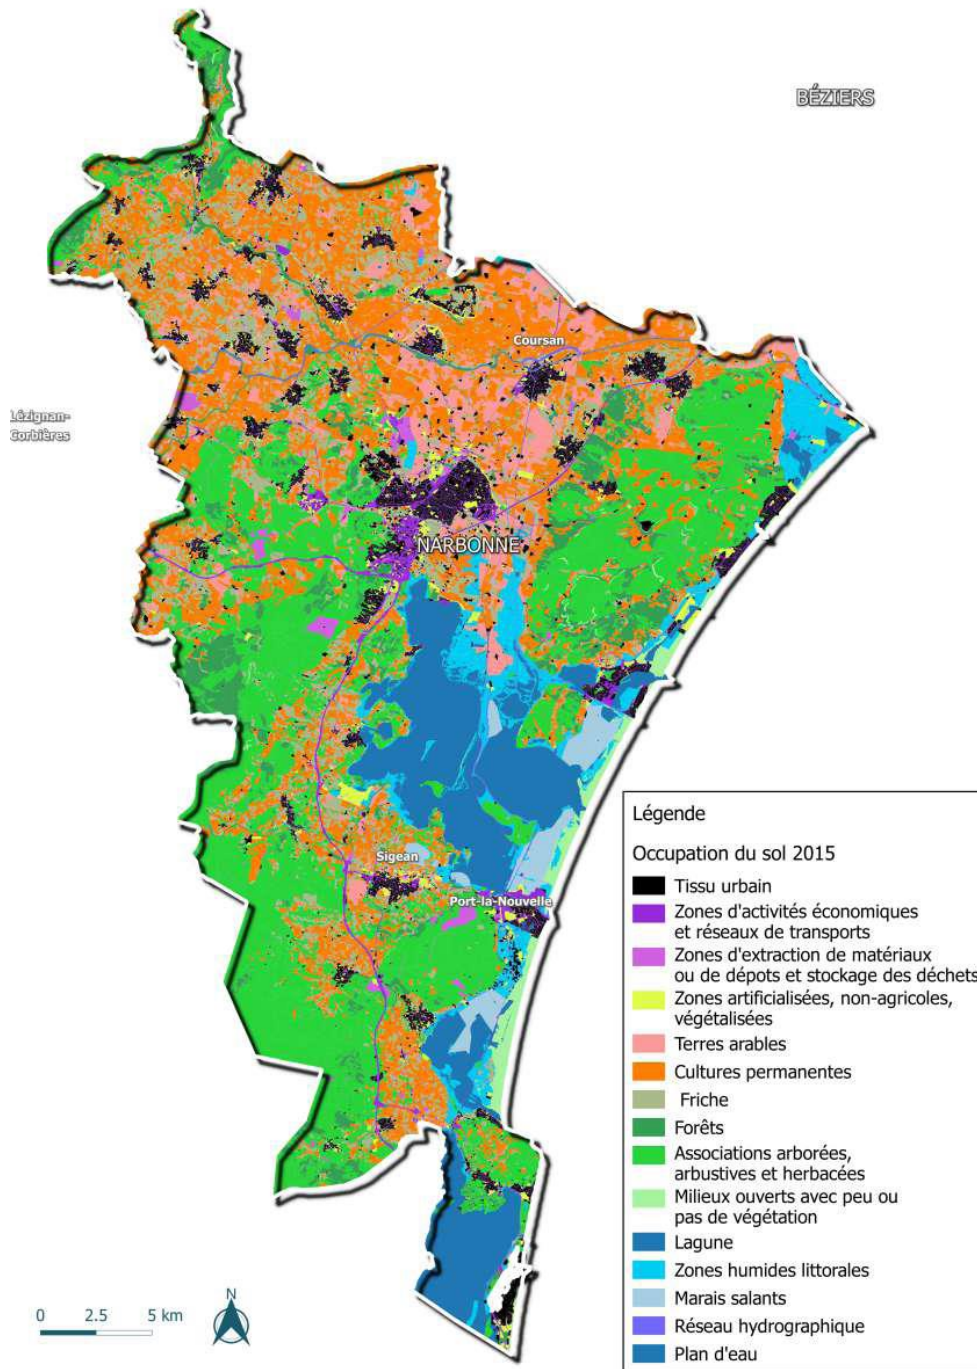 BÉZIERS
Coursan
Lézignan-
Corbières
NARBONNE
Sigean
Port-la-Nouvelle
Légende
Occupation du sol 2015
Tissu urbain
Zones d'activités économiques
et réseaux de transports
Zones d'extraction de matériaux
ou de dépots et stockage des déchets
Zones artificialisées, non-agricoles,
végétalisées
Terres arables
Cultures permanentes
Friche
Forêts
Associations arborées,
arbustives et herbacées
Milieux ouverts avec peu ou
pas de végétation
Lagune
Zones humides littorales
Marais salants
Réseau hydrographique
Plan d'eau
N
0 2.5 5 km